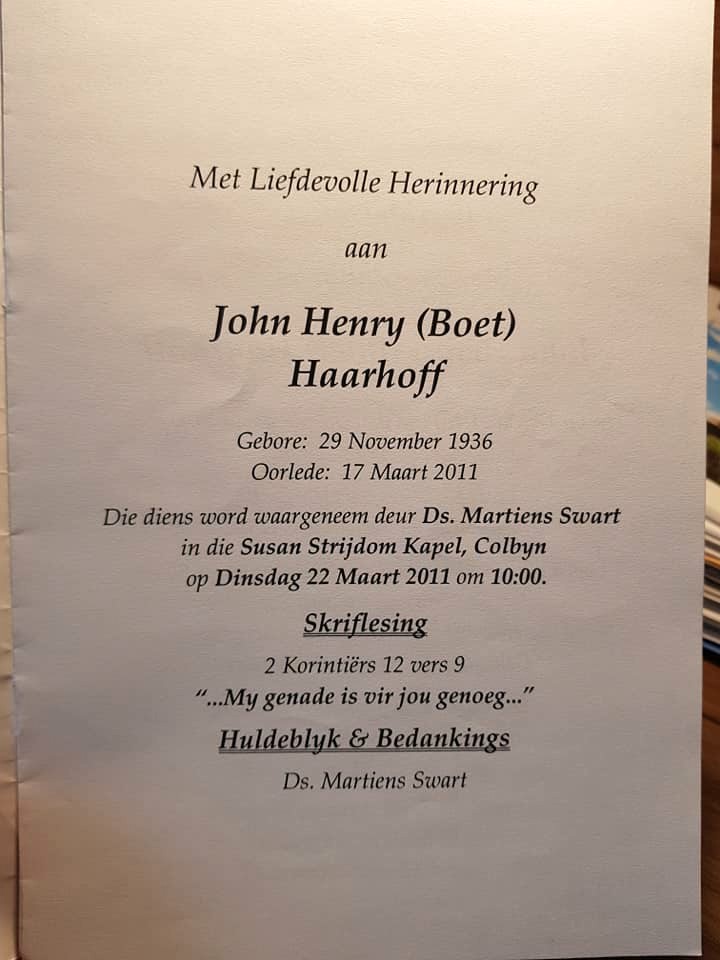 Met Liefdevolle Herinnering
aan
John Henry (Boet)
Haarhoff
Gebore: 29 November 1936
Oorlede: 17 Maart 2011
Die diens word waargeneem deur Ds. Martiens Swart
in die Susan Strijdom Kapel, Colbyn
op Dinsdag 22 Maart 2011 om 10:00.
Skriflesing
2 Korintiërs 12 vers 9
“...My genade is vir jou genoeg...”
Huldeblyk & Bedankings
Ds. Martiens Swart